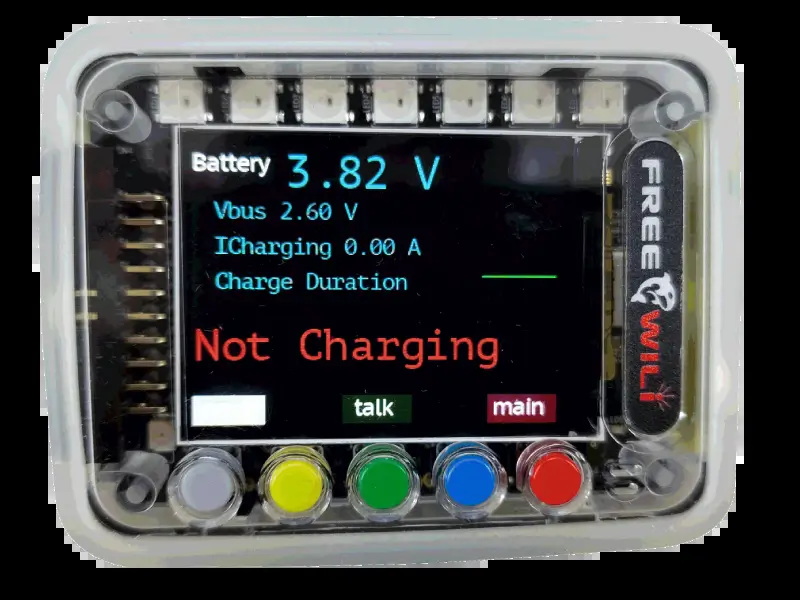 Battery 3.82 V
Vbus 2.60 V
ICharging 0.00 A
Charge Duration
Not Charging
talk main
FREE WILI